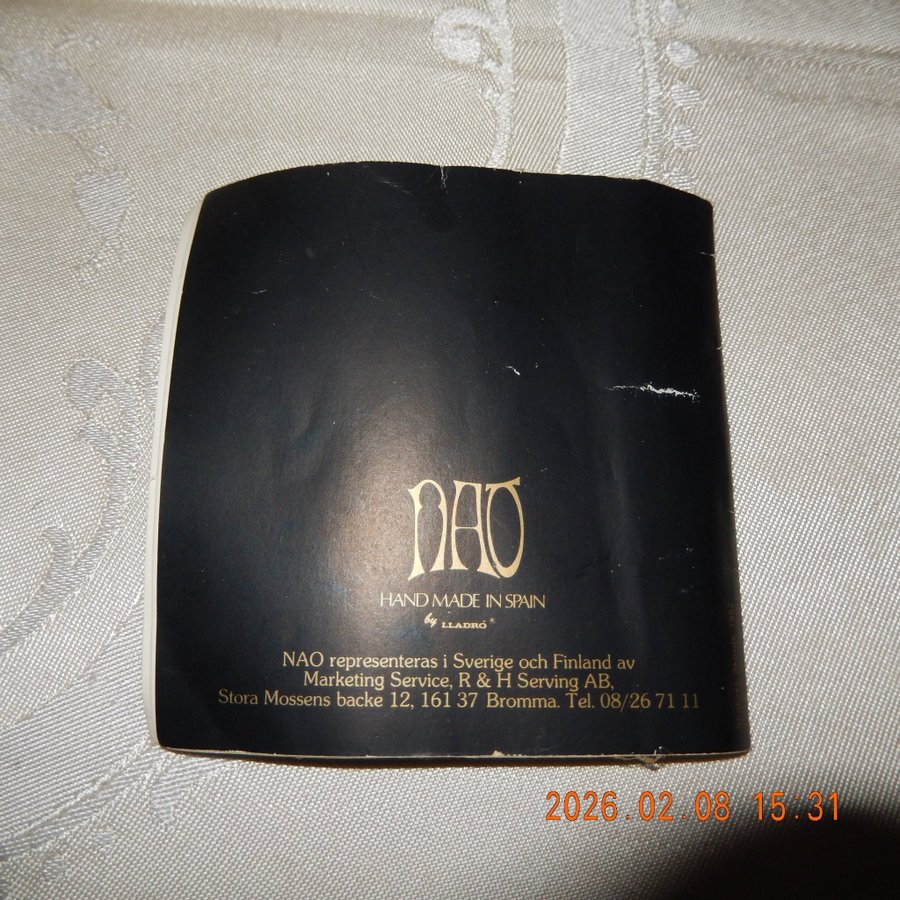 NAO
HAND MADE IN SPAIN
by LLADRÓ®
NAO representeras i Sverige och Finland av
Marketing Service, R & H Serving AB,
Stora Mossens backe 12, 161 37 Bromma. Tel. 08/26 71 11
2026.02.08 15:31